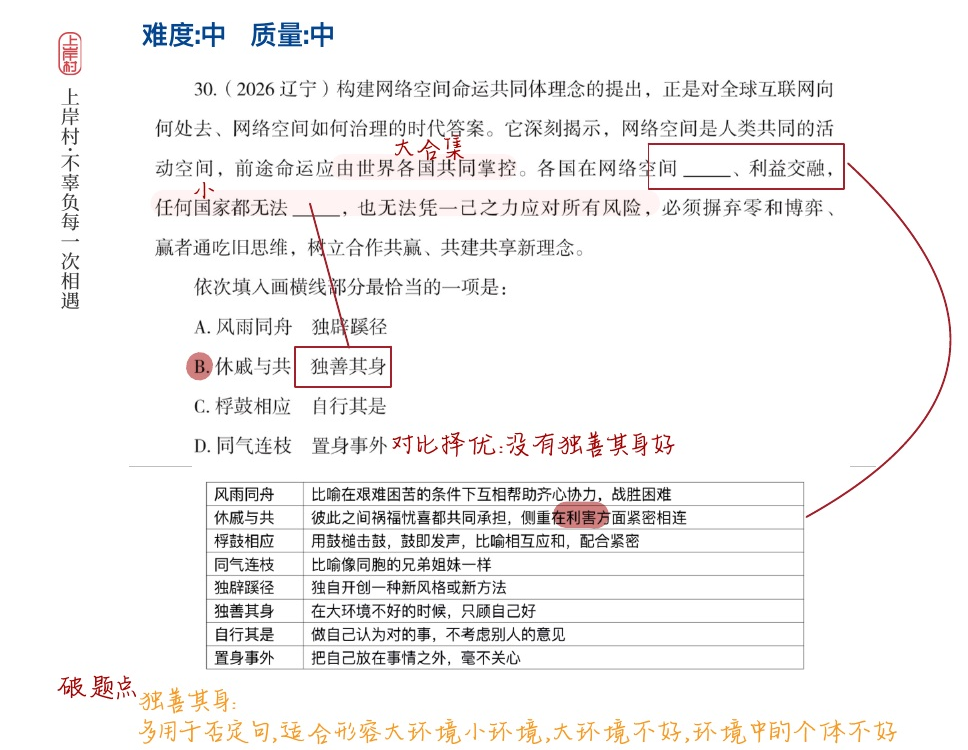 难度:中 质量:中
上岸村
上岸村·不辜负每一次相遇
30.（2026 辽宁）构建网络空间命运共同体理念的提出，正是对全球互联网向
何处去、网络空间如何治理的时代答案。它深刻揭示，网络空间是人类共同的活
大合集
动空间，前途命运应由世界各国共同掌控。各国在网络空间 _____、利益交融，
小
任何国家都无法 _____，也无法凭一己之力应对所有风险，必须摒弃零和博弈、
赢者通吃旧思维，树立合作共赢、共建共享新理念。
依次填入画横线部分最恰当的一项是：
A. 风雨同舟 独辟蹊径
B. 休戚与共 独善其身
C. 桴鼓相应 自行其是
D. 同气连枝 置身事外 对比择优:没有独善其身好
风雨同舟 比喻在艰难困苦的条件下互相帮助齐心协力，战胜困难
休戚与共 彼此之间祸福忧喜都共同承担，侧重在利害方面紧密相连
桴鼓相应 用鼓槌击鼓，鼓即发声，比喻相互应和，配合紧密
同气连枝 比喻像同胞的兄弟姐妹一样
独辟蹊径 独自开创一种新风格或新方法
独善其身 在大环境不好的时候，只顾自己好
自行其是 做自己认为对的事，不考虑别人的意见
置身事外 把自己放在事情之外，毫不关心
破题点
独善其身:
多用于否定句,适合形容大环境小环境,大环境不好,环境中的个体不好